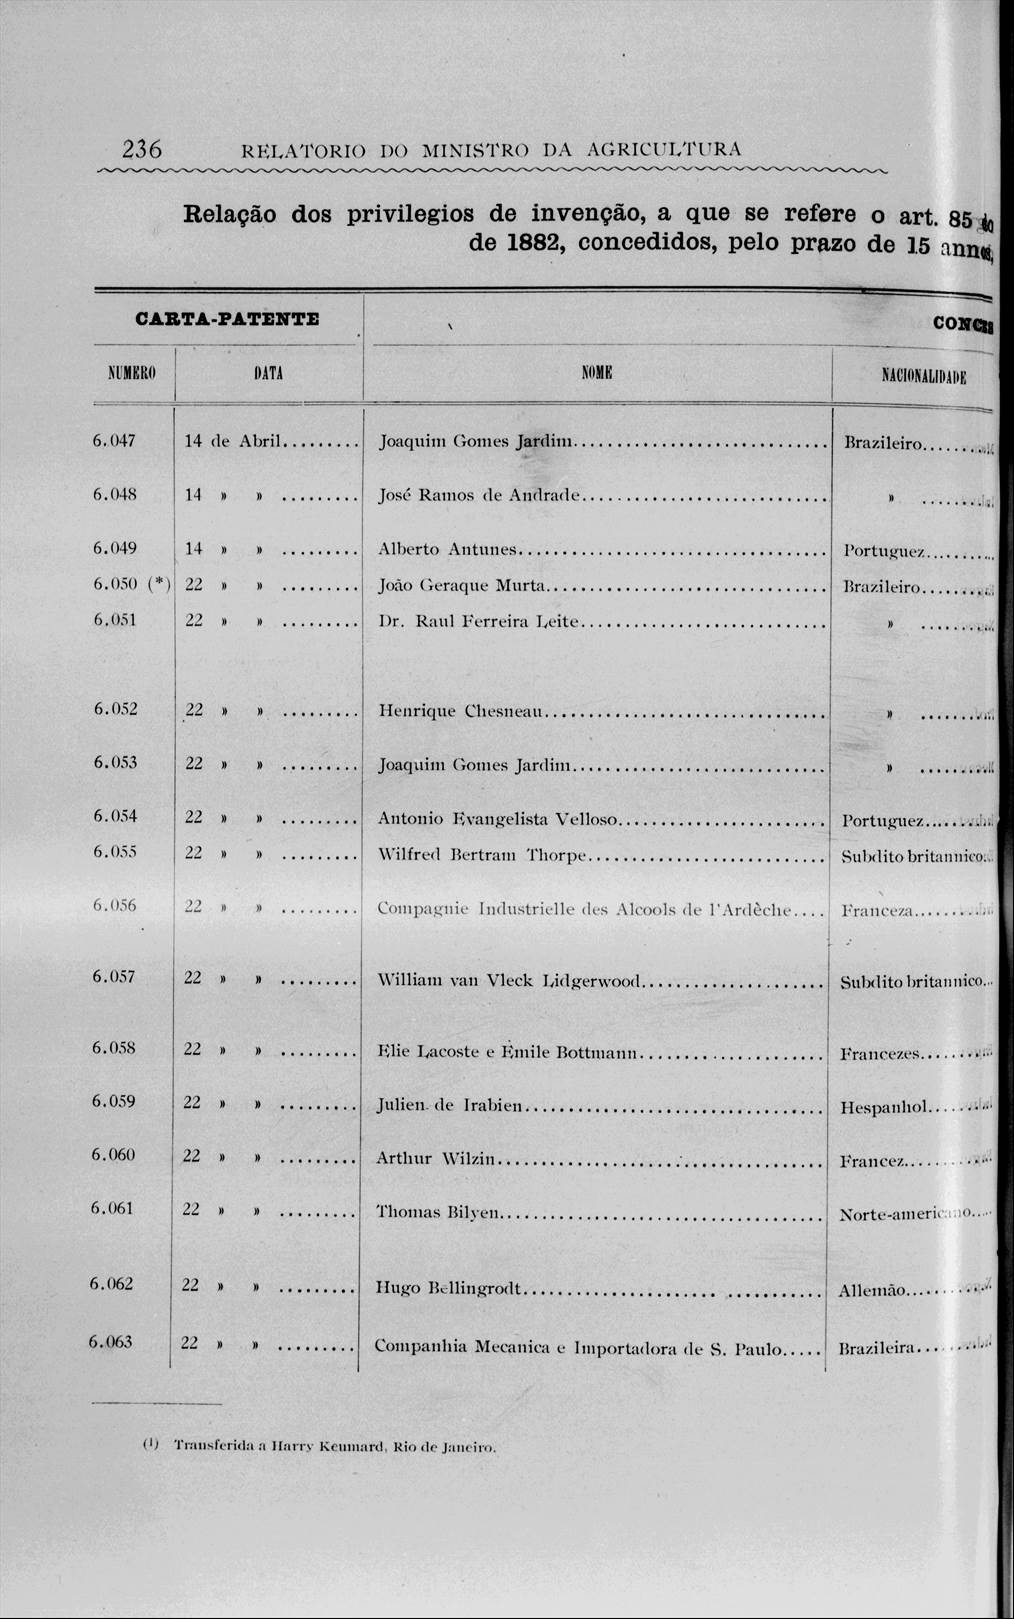 236 RELATORIO DO MINISTRO DA AGRICULTURA
Relação dos privilegios de invenção, a que se refere o art. 85
de 1882, concedidos, pelo prazo de 15 annos,
CARTA-PATENTE
NUMERO DATA NOME NACIONALIDADE
6.047 14 de Abril......... Joaquim Gomes Jardim............................ Brazileiro........
6.048 14 » » ......... José Ramos de Andrade........................... » ........
6.049 14 » » ......... Alberto Antunes.................................. Portuguez..........
6.050 (*) 22 » » ......... João Geraque Murta............................... Brazileiro........
6.051 22 » » ......... Dr. Raul Ferreira Leite........................... » ........
6.052 22 » » ......... Henrique Chesneau............................... » ........
6.053 22 » » ......... Joaquim Gomes Jardim............................ » ........
6.054 22 » » ......... Antonio Evangelista Velloso....................... Portuguez........
6.055 22 » » ......... Wilfred Bertram Thorpe........................... Subdito britannico..
6.056 22 » » ......... Compagnie Industrielle des Alcools de l'Ardèche.... Franceza........
6.057 22 » » ......... William van Vleck Lidgerwood..................... Subdito britannico...
6.058 22 » » ......... Elie Lacoste e Émile Bottmann..................... Francezes........
6.059 22 » » ......... Julien de Irabien.................................. Hespanhol........
6.060 22 » » ......... Arthur Wilzin..................................... Francez..........
6.061 22 » » ......... Thomas Bilyen..................................... Norte-americano.....
6.062 22 » » ......... Hugo Bellingrodt...................... ........... Allemão..........
6.063 22 » » ......... Companhia Mecanica e Importadora de S. Paulo..... Brazileira........
(1) Transferida a Harry Keunard, Rio de Janeiro.